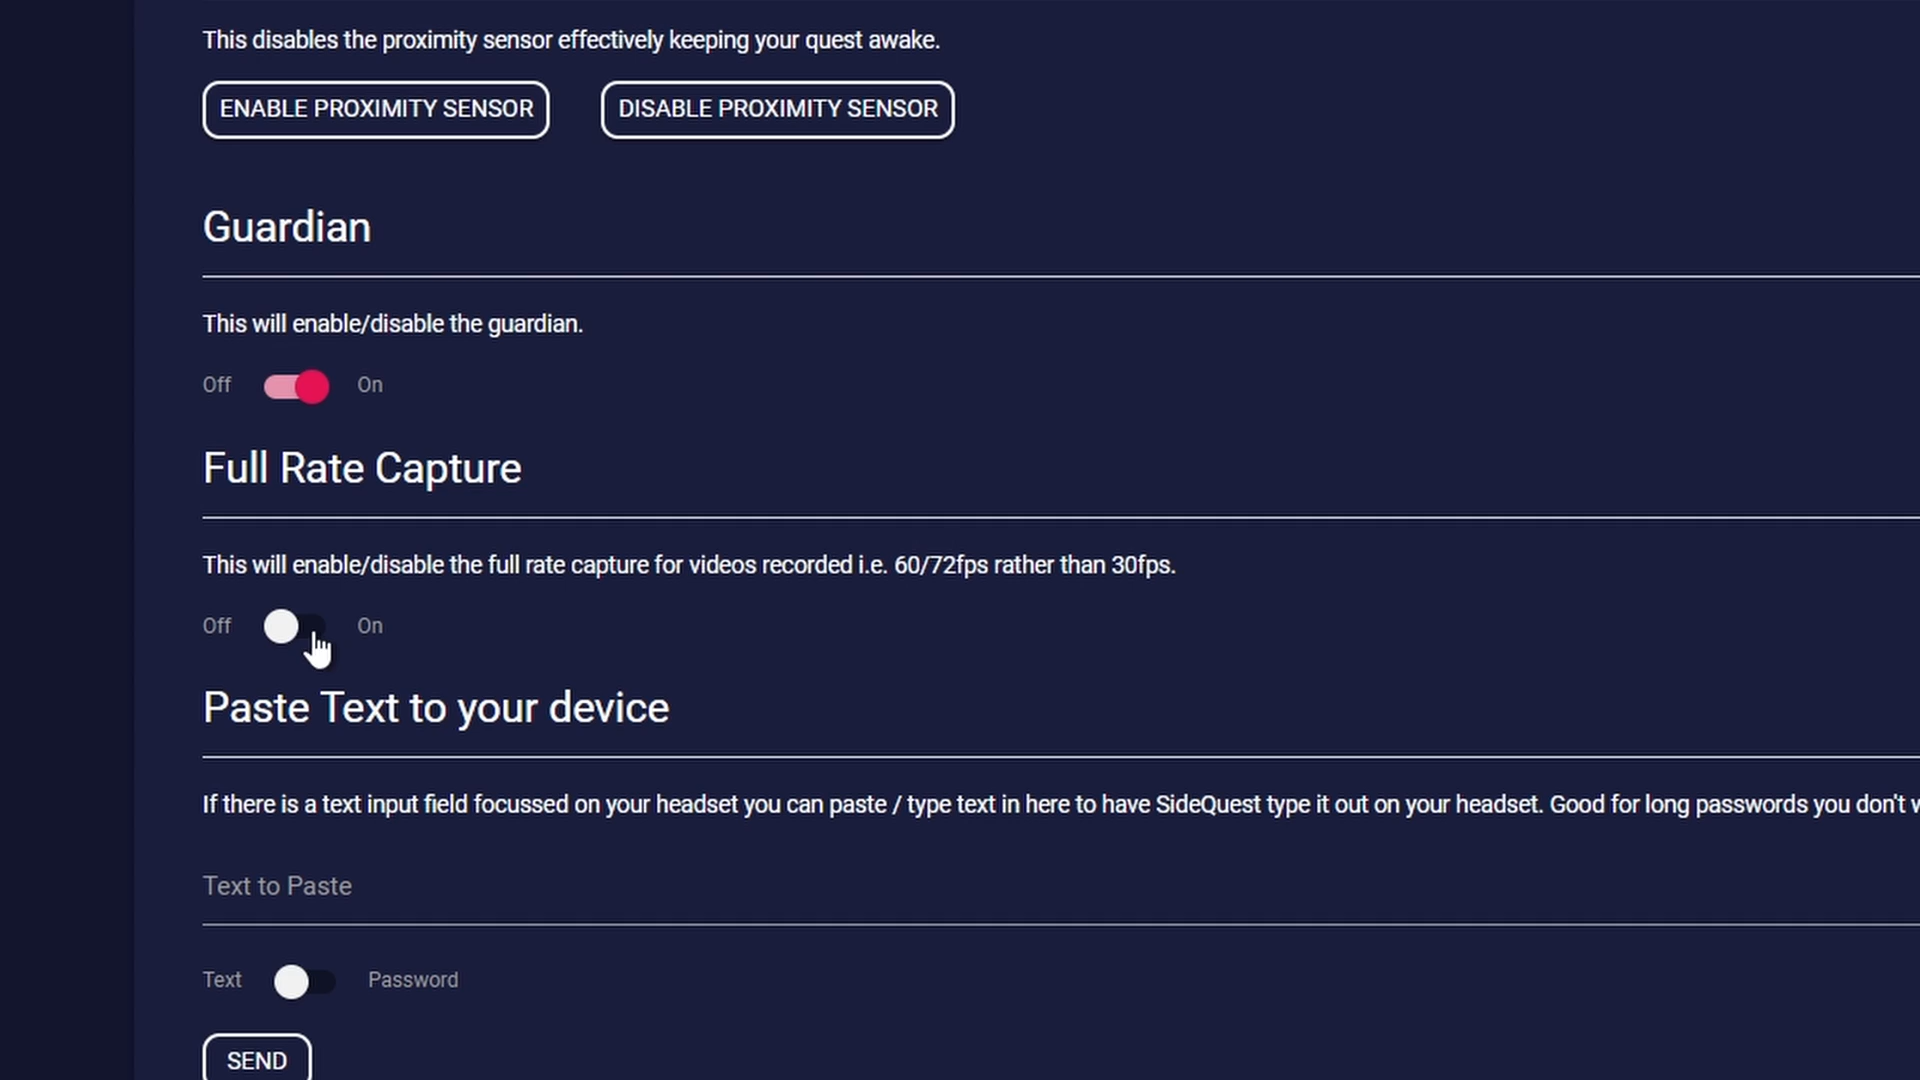 This disables the proximity sensor effectively keeping your quest awake.
ENABLE PROXIMITY SENSOR DISABLE PROXIMITY SENSOR
Guardian
This will enable/disable the guardian.
Off On
Full Rate Capture
This will enable/disable the full rate capture for videos recorded i.e. 60/72fps rather than 30fps.
Off On
Paste Text to your device
If there is a text input field focussed on your headset you can paste / type text in here to have SideQuest type it out on your headset. Good for long passwords you don't
Text to Paste
Text Password
SEND